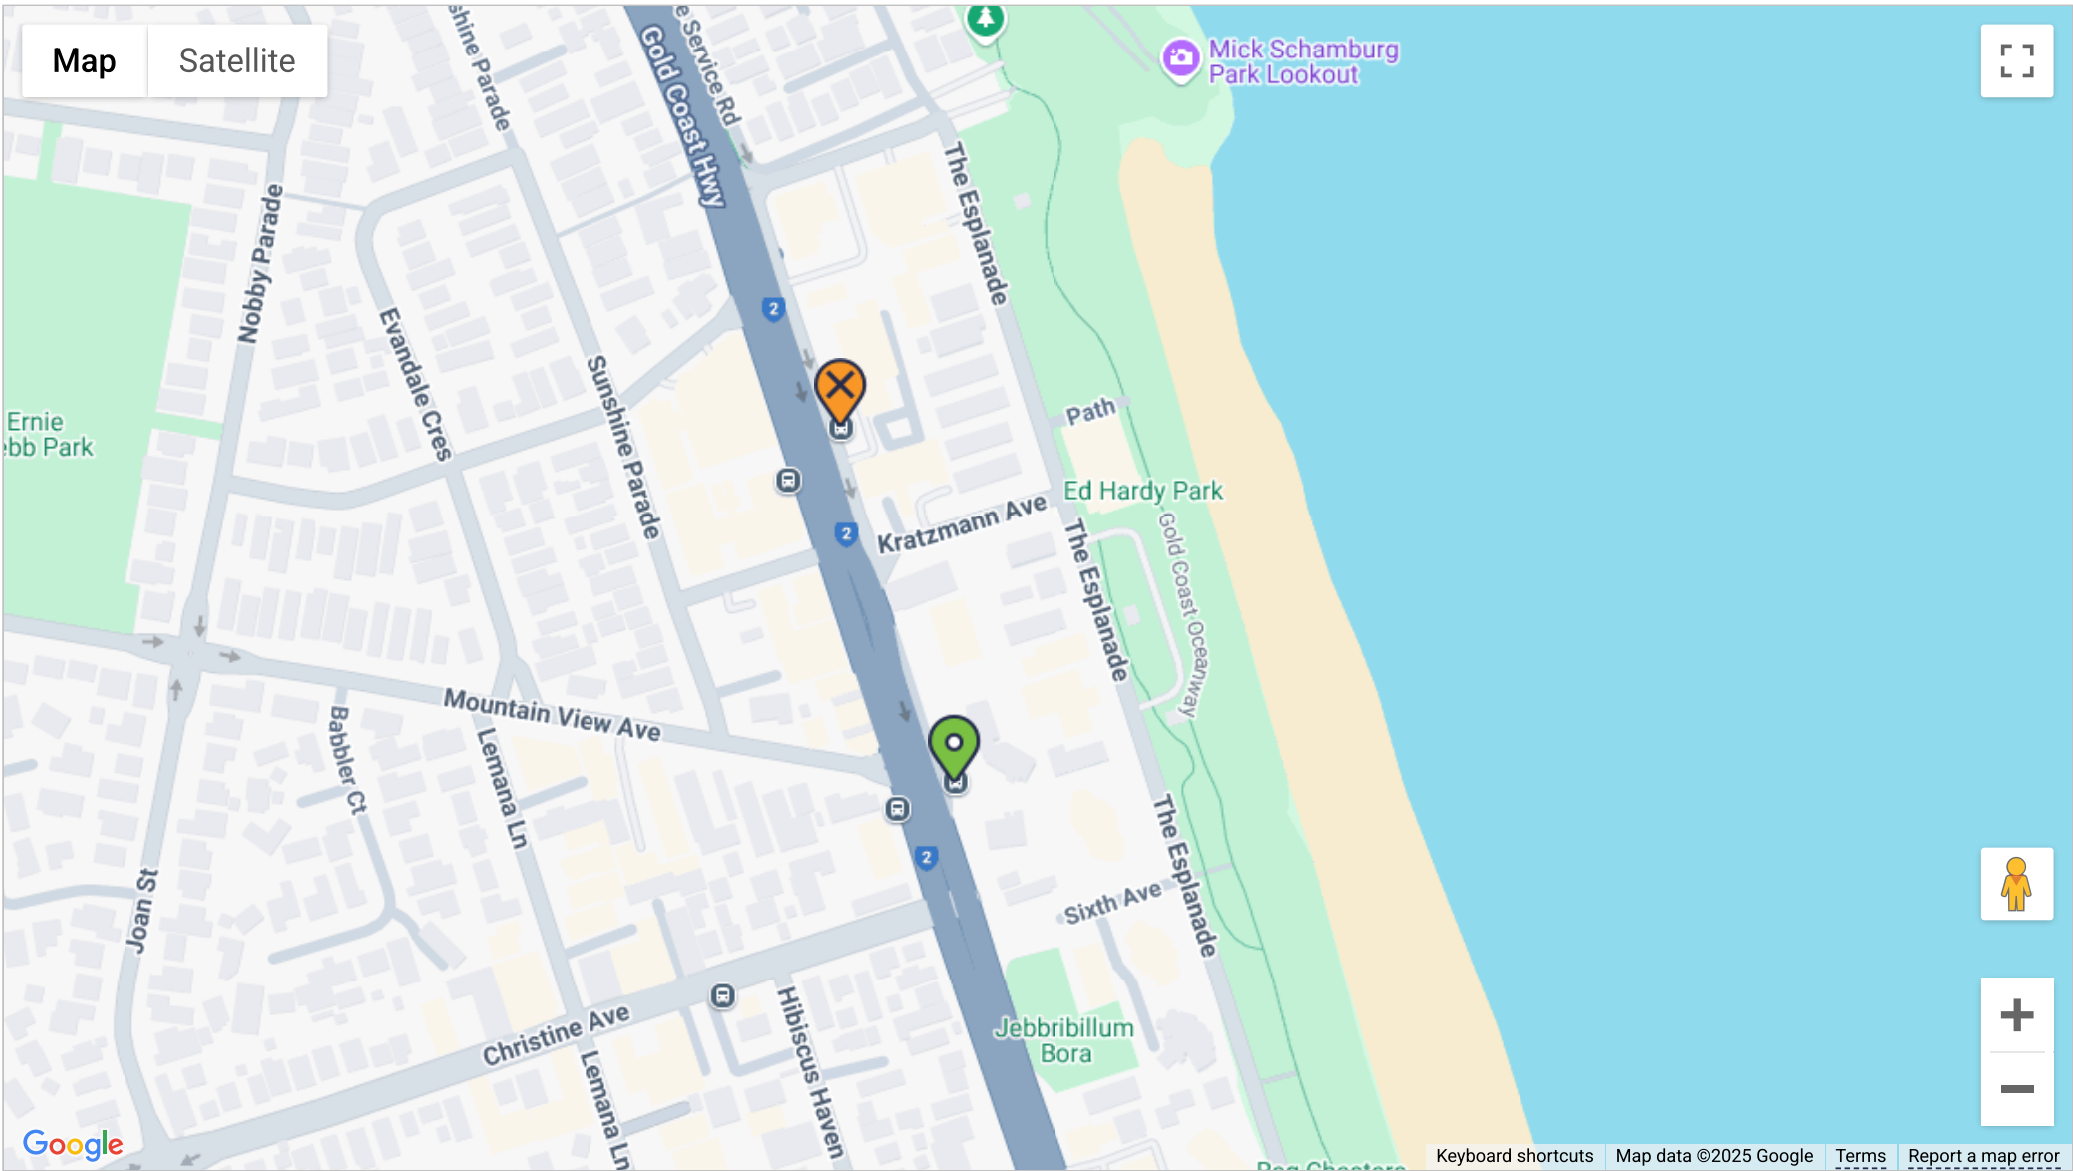 Map
Satellite
shine Parade
Gold Coast Hwy
e Service Rd
Mick Schamburg
Park Lookout
The Esplanade
Nobby Parade
2
Evandale Cres
Sunshine Parade
Path
Ernie
ebb Park
Ed Hardy Park
2
Kratzmann Ave
The Esplanade
Gold Coast Oceanway
Mountain View Ave
Babbler Ct
Lemana Ln
2
The Esplanade
Joan St
Sixth Ave
Christine Ave
Hibiscus Haven
Jebbribillum
Bora
Lemana Ln
Google
Reg Chesters
Keyboard shortcuts
Map data ©2025 Google
Terms
Report a map error